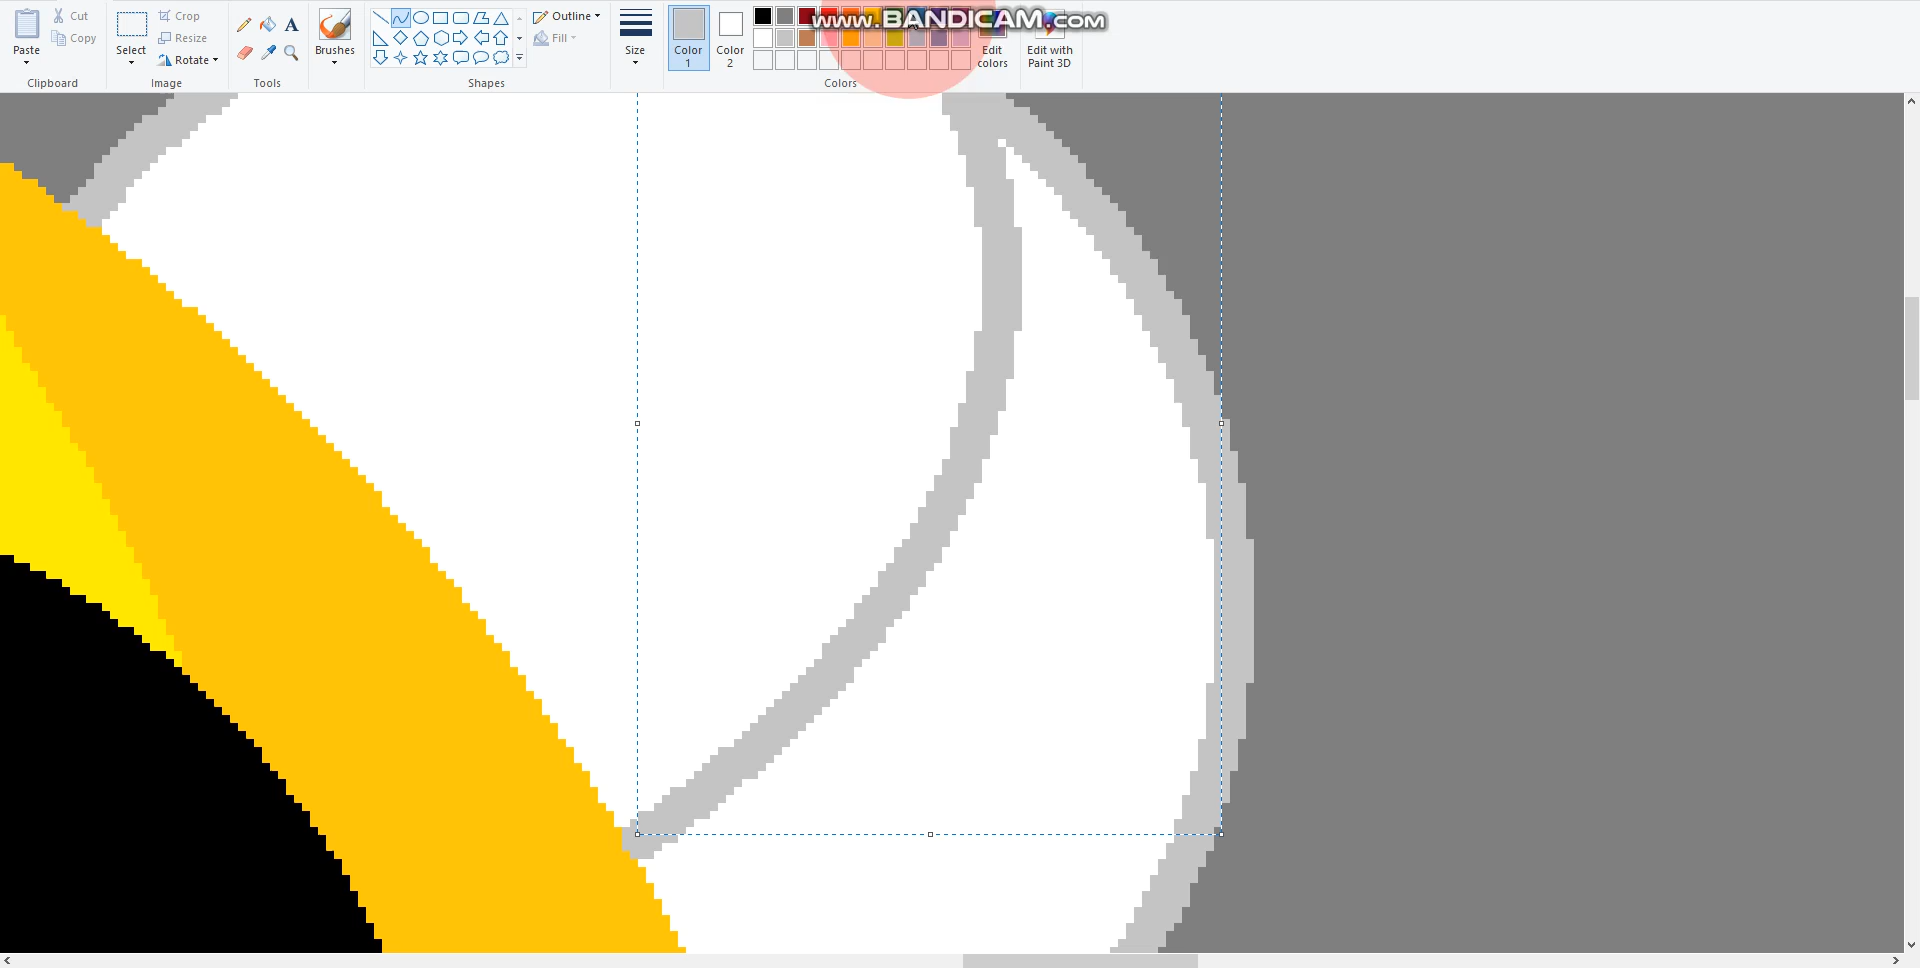 Paste
Cut
Copy
Clipboard
Select
Crop
Resize
Rotate
Image
A
Tools
Brushes
Outline
Fill
Shapes
Size
Color
1
Color
2
Colors
Edit
colors
Edit with
Paint 3D
www.BANDICAM.com